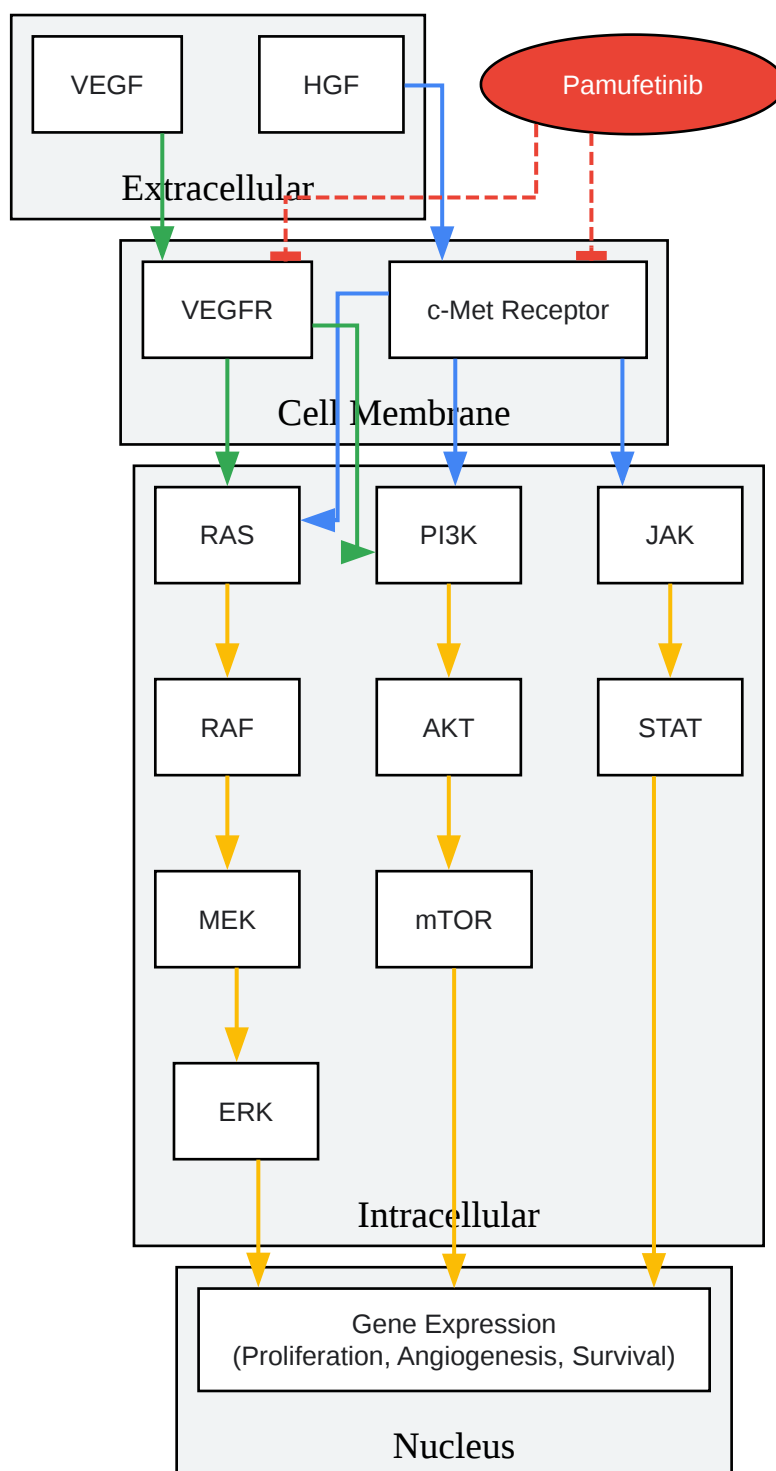 VEGF
HGF
Pamufetinib
Extracellular
VEGFR
c-Met Receptor
Cell Membrane
RAS
PI3K
JAK
RAF
AKT
STAT
MEK
mTOR
ERK
Intracellular
Gene Expression
(Proliferation, Angiogenesis, Survival)
Nucleus